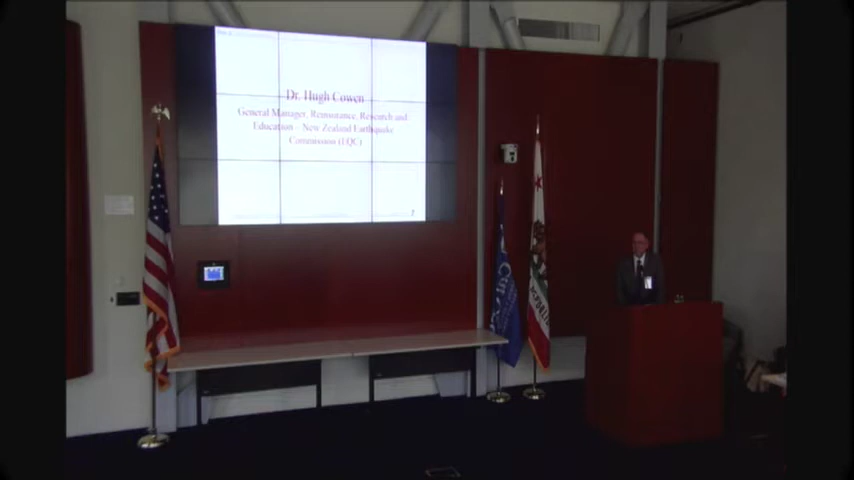 Dr. Hugh Cowen
General Manager, Reinsurance, Research and
Education – New Zealand Earthquake
Commission (EQC)